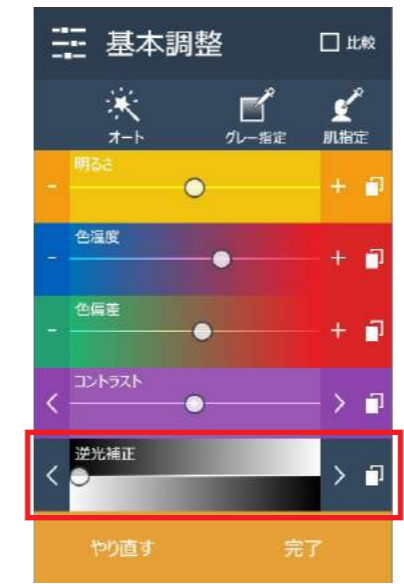 基本調整
比較
オート
グレー指定
肌指定
明るさ
- +
色温度
- +
色偏差
- +
コントラスト
逆光補正
やり直す
完了